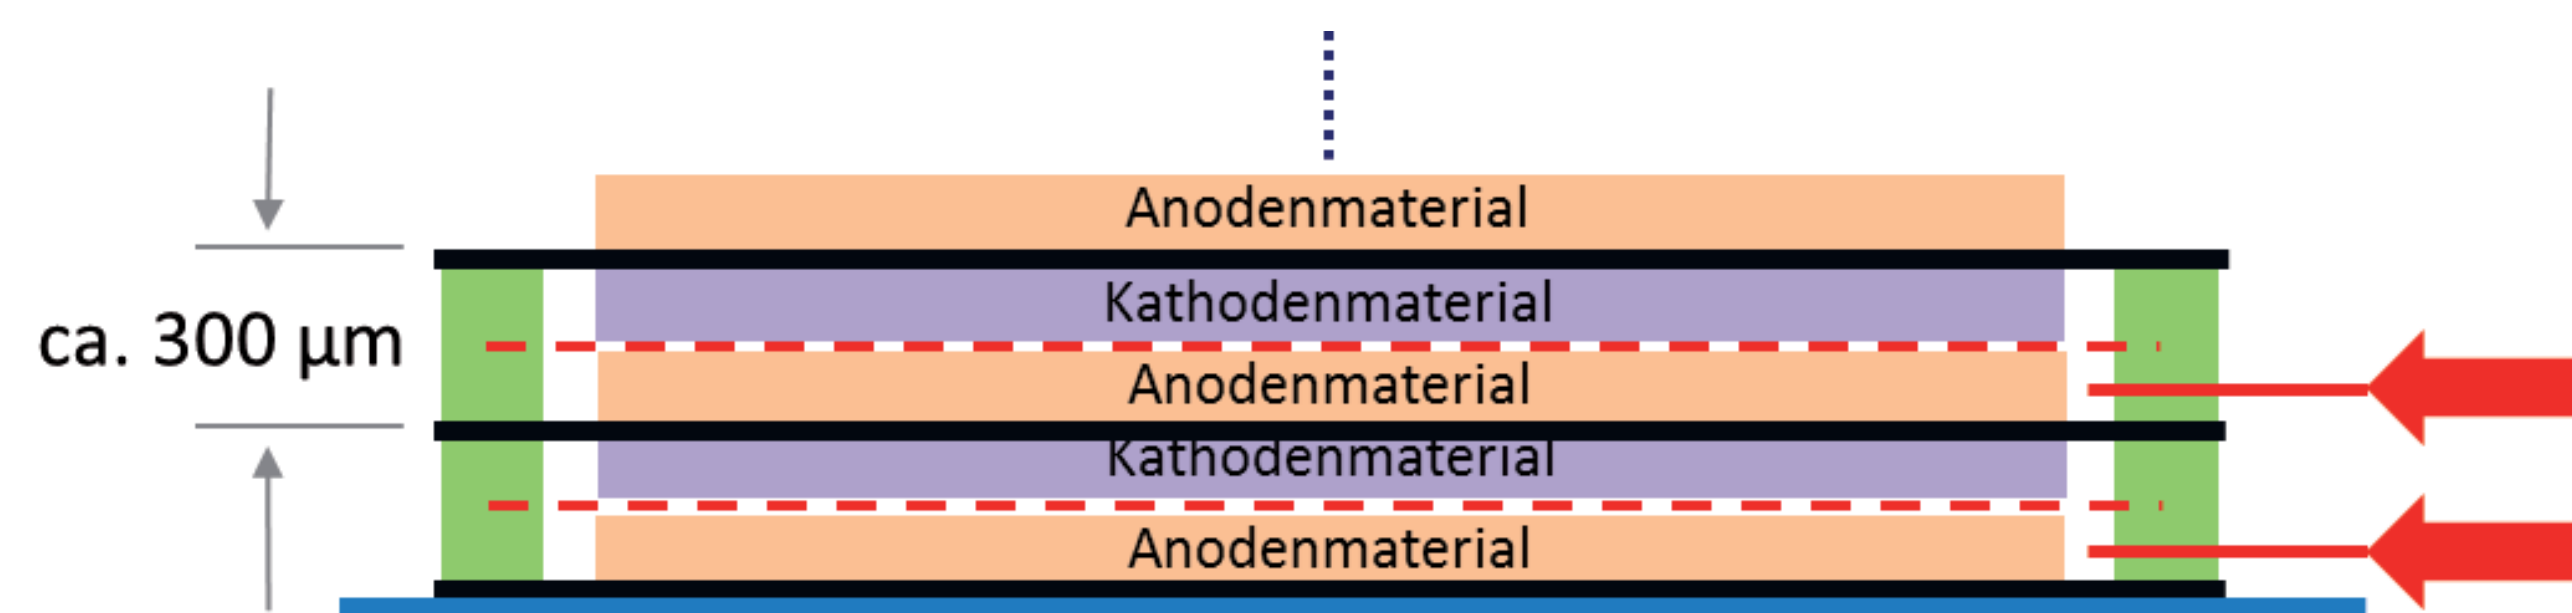 Anodenmaterial
Kathodenmaterial
ca. 300 µm
Anodenmaterial
Kathodenmaterial
Anodenmaterial